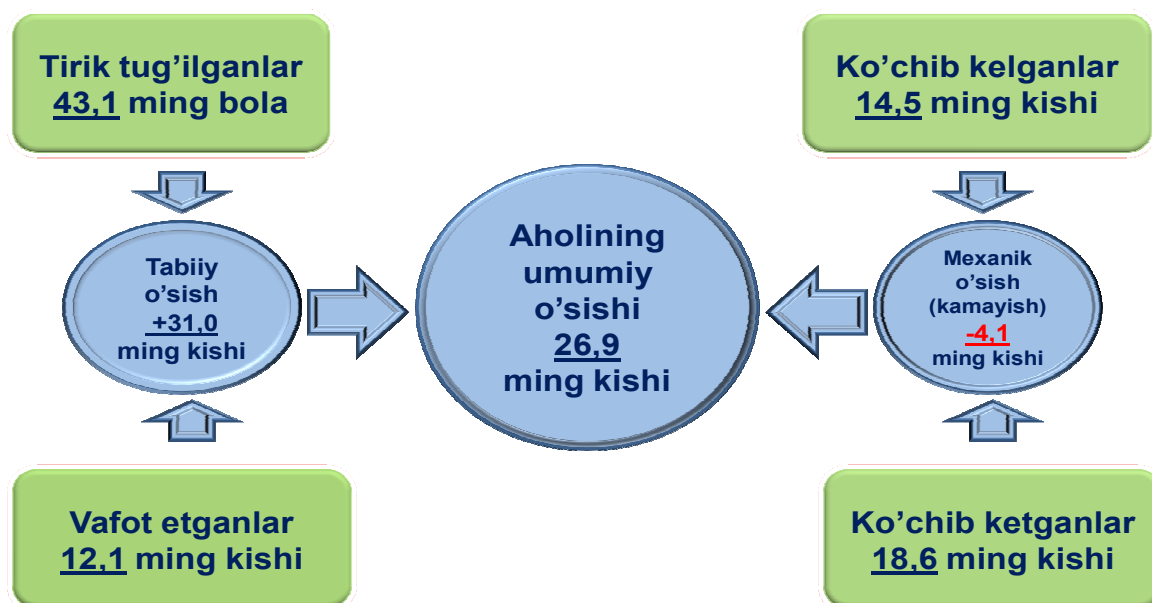 Tirik tug’ilganlar
43,1 ming bola
Ko’chib kelganlar
14,5 ming kishi
Tabiiy
o’sish
+31,0
ming kishi
Aholining
umumiy
o’sishi
26,9
ming kishi
Mexanik
o’sish
(kamayish)
-4,1
ming kishi
Vafot etganlar
12,1 ming kishi
Ko’chib ketganlar
18,6 ming kishi